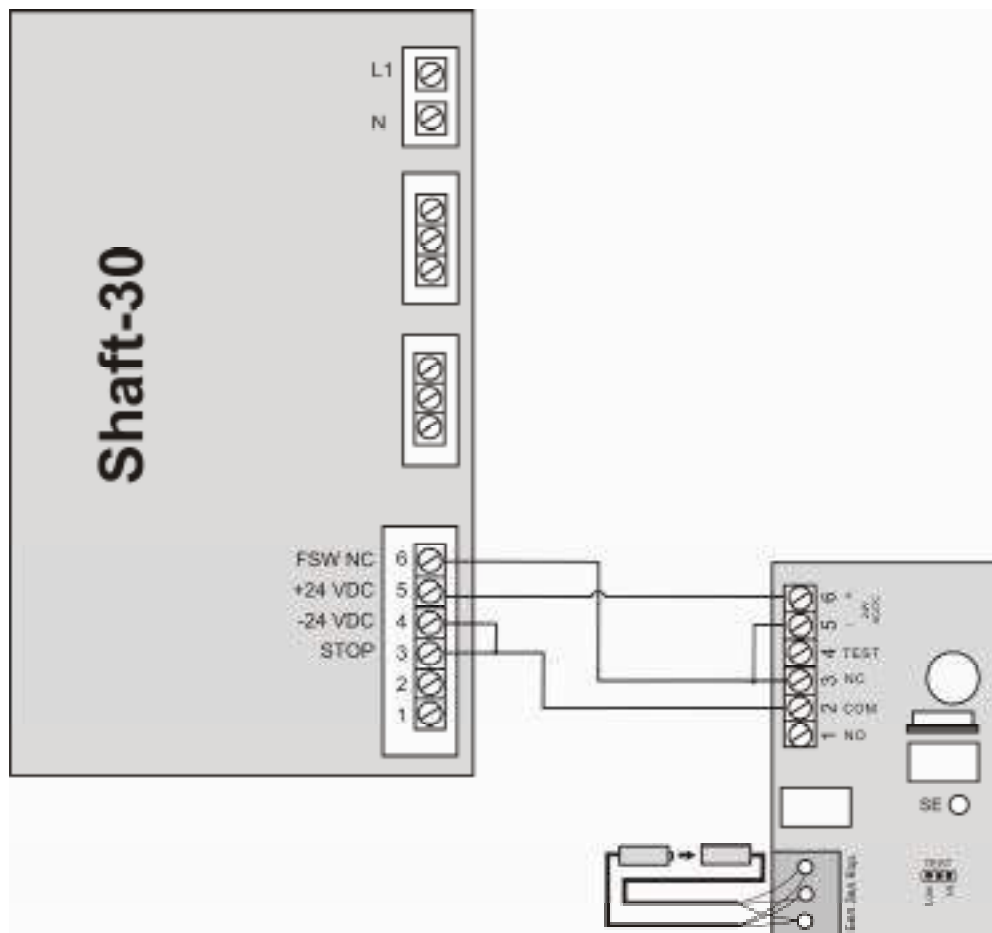 L1
N
Shaft-30
FSW NC 6
+24 VDC 5
-24 VDC 4
STOP 3
2
1
6 +
5 -
4 TEST
3 NC
2 COM
1 NO
SE
TEST